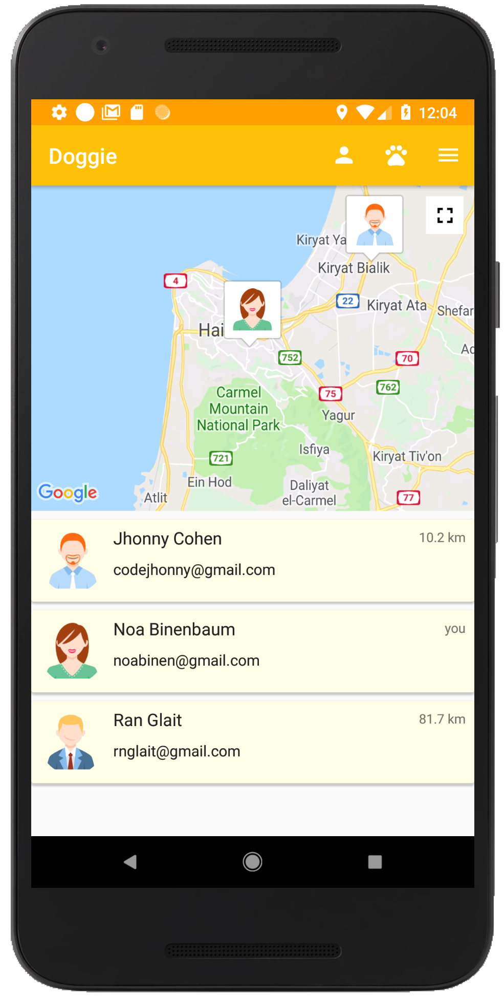 12:04
Doggie
Kiryat Ya
Kiryat Bialik
4
22
Kiryat Ata
Shefar
Hai
752
70
Ac
Carmel
Mountain
National Park
75
762
Yagur
Isfiya
721
Kiryat Tiv'on
Ein Hod
Daliyat
el-Carmel
Google
Atlit
77
Jhonny Cohen
10.2 km
codejhonny@gmail.com
Noa Binenbaum
you
noabinen@gmail.com
Ran Glait
81.7 km
rnglait@gmail.com